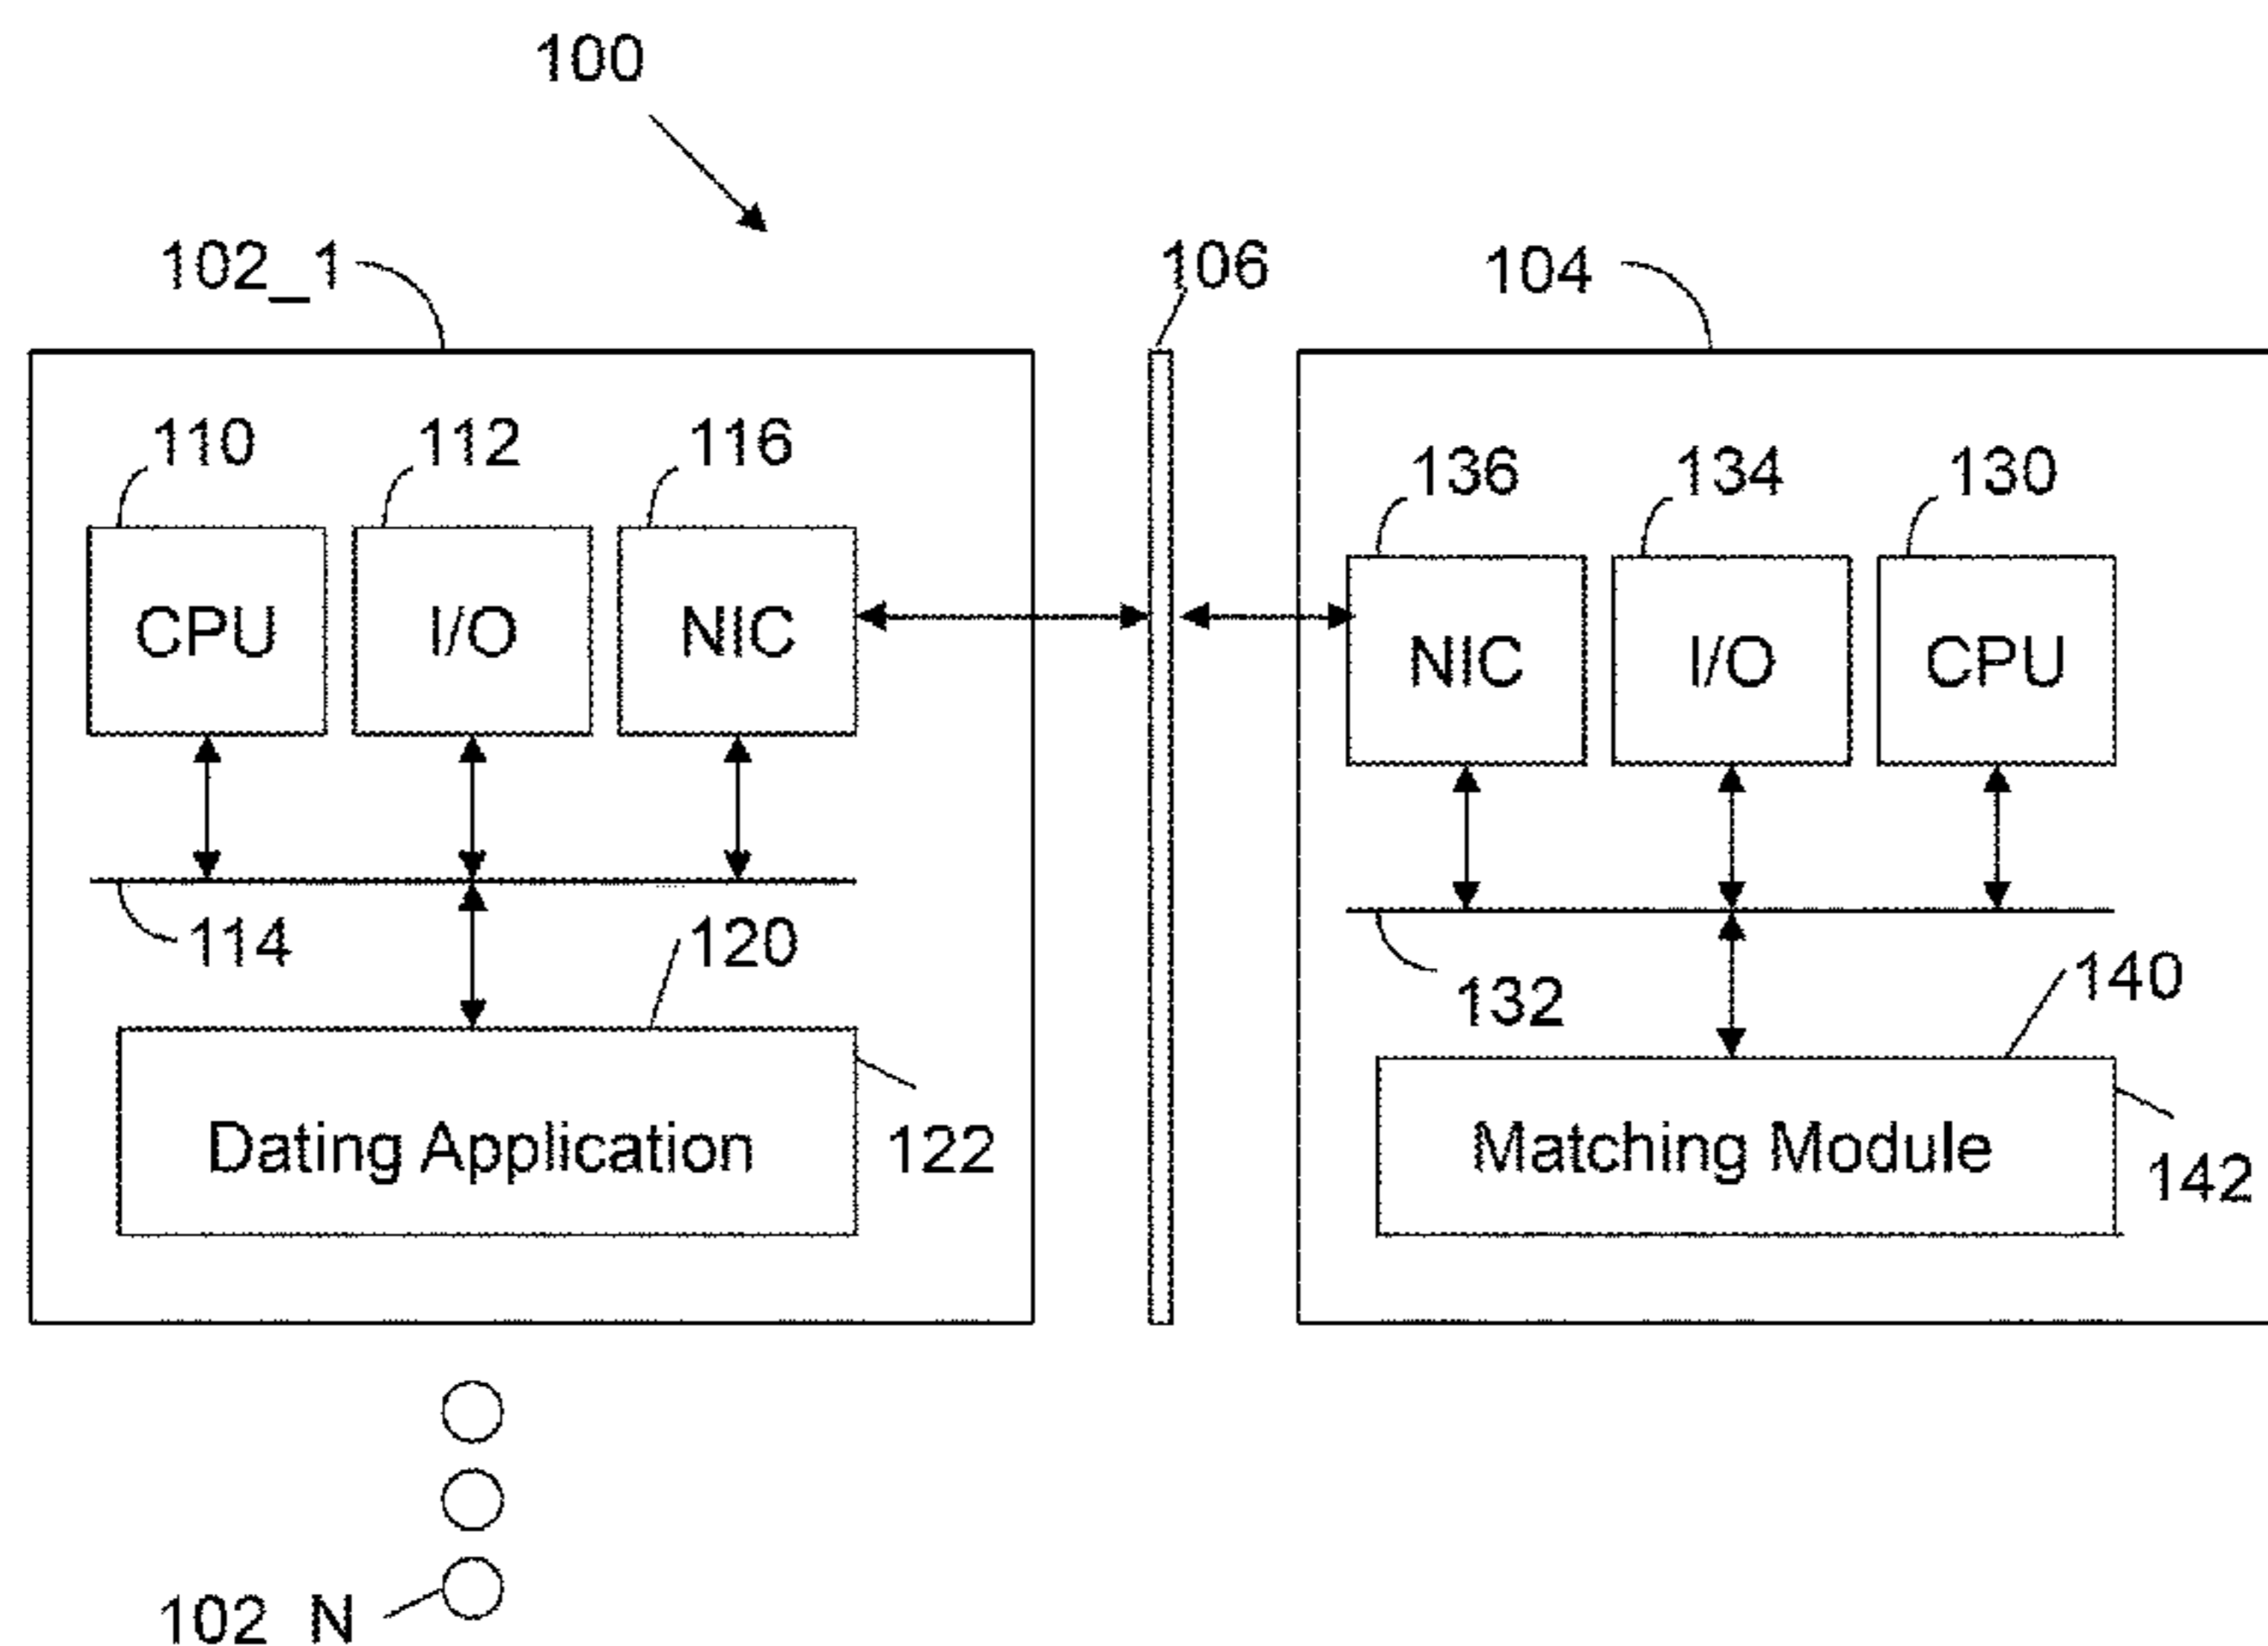 100
102_1
106
104
110
112
116
136
134
130
CPU
I/O
NIC
NIC
I/O
CPU
114
120
132
140
Dating Application
122
Matching Module
142
102_N